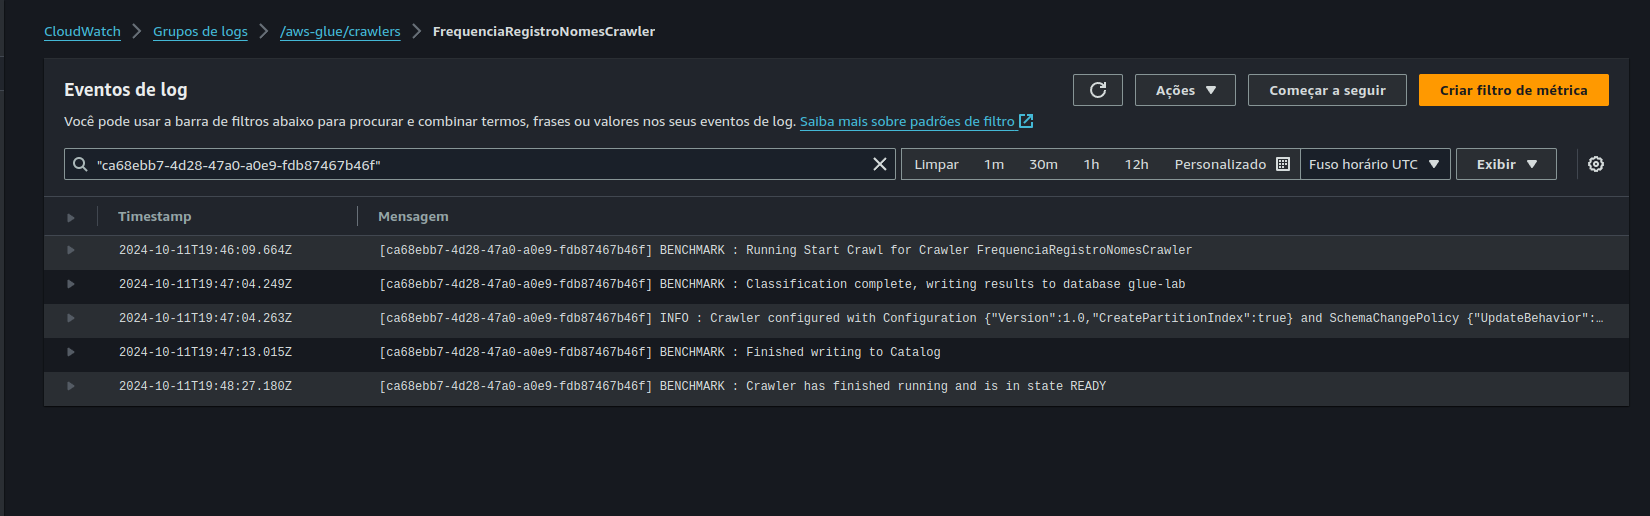 CloudWatch > Grupos de logs > /aws-glue/crawlers > FrequenciaRegistroNomesCrawler
Eventos de log
Ações
Começar a seguir
Criar filtro de métrica
Você pode usar a barra de filtros abaixo para procurar e combinar termos, frases ou valores nos seus eventos de log. Saiba mais sobre padrões de filtro
"ca68ebb7-4d28-47a0-a0e9-fdb87467b46f"
Limpar 1m 30m 1h 12h Personalizado Fuso horário UTC Exibir
Timestamp Mensagem
2024-10-11T19:46:09.664Z [ca68ebb7-4d28-47a0-a0e9-fdb87467b46f] BENCHMARK : Running Start Crawl for Crawler FrequenciaRegistroNomesCrawler
2024-10-11T19:47:04.249Z [ca68ebb7-4d28-47a0-a0e9-fdb87467b46f] BENCHMARK : Classification complete, writing results to database glue-lab
2024-10-11T19:47:04.263Z [ca68ebb7-4d28-47a0-a0e9-fdb87467b46f] INFO : Crawler configured with Configuration {"Version":1.0,"CreatePartitionIndex":true} and SchemaChangePolicy {"UpdateBehavior":…
2024-10-11T19:47:13.015Z [ca68ebb7-4d28-47a0-a0e9-fdb87467b46f] BENCHMARK : Finished writing to Catalog
2024-10-11T19:48:27.180Z [ca68ebb7-4d28-47a0-a0e9-fdb87467b46f] BENCHMARK : Crawler has finished running and is in state READY